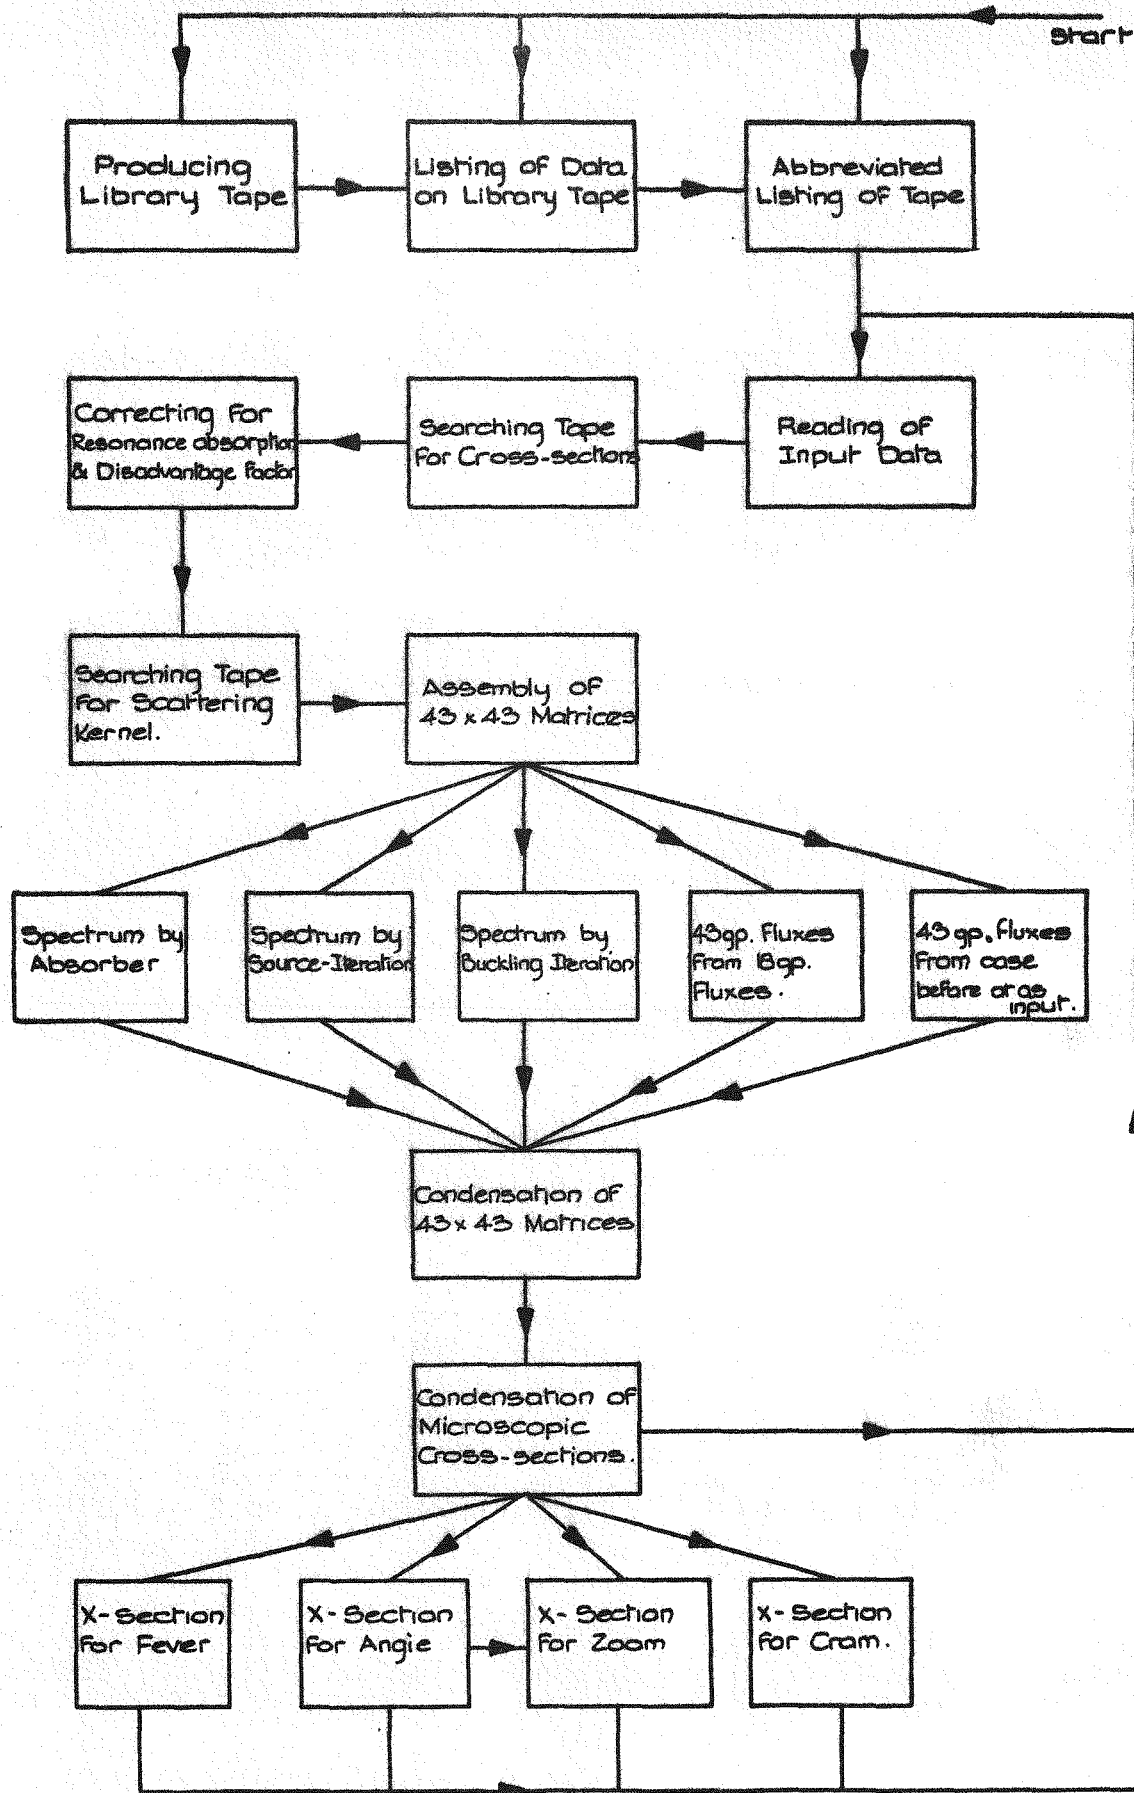 Start
Producing
Library Tape
Listing of Data
on Library Tape
Abbreviated
Listing of Tape
Correcting for
Resonance absorption
& Disadvantage factor
Searching Tape
for Cross-sections
Reading of
Input Data
Searching Tape
for Scattering
Kernel.
Assembly of
43 x 43 Matrices
Spectrum by
Absorber
Spectrum by
Source-Iteration
Spectrum by
Buckling Iteration
43gp. Fluxes
from 18gp.
Fluxes.
43 gp. fluxes
from case
before or as
input.
Condensation of
43 x 43 Matrices
Condensation of
Microscopic
Cross-sections.
X-Section
for Fever
X-Section
for Angie
X-Section
for Zoom
X-Section
for Cram.